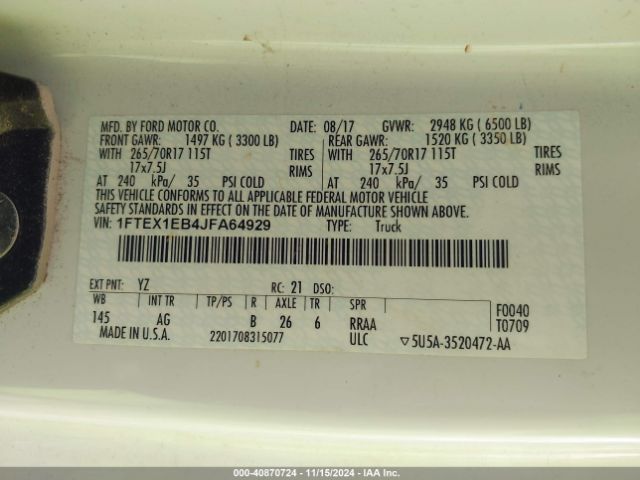 MFD. BY FORD MOTOR CO. DATE: 08/17 GVWR: 2948 KG ( 6500 LB)
FRONT GAWR: 1497 KG ( 3300 LB) REAR GAWR: 1520 KG ( 3350 LB)
WITH 265/70R17 115T TIRES WITH 265/70R17 115T TIRES
17x7.5J RIMS 17x7.5J RIMS
AT 240 kPa/ 35 PSI COLD AT 240 kPa/ 35 PSI COLD
THIS VEHICLE CONFORMS TO ALL APPLICABLE FEDERAL MOTOR VEHICLE
SAFETY STANDARDS IN EFFECT ON THE DATE OF MANUFACTURE SHOWN ABOVE.
VIN: 1FTEX1EB4JFA64929 TYPE: Truck
EXT PNT: YZ RC: 21 DSO:
WB INT TR TP/PS R AXLE TR SPR F0040
145 AG B 26 6 RRAA T0709
MADE IN U.S.A. 2201708315077 ULC ▽5U5A-3520472-AA
000-40870724 - 11/15/2024 - IAA Inc.